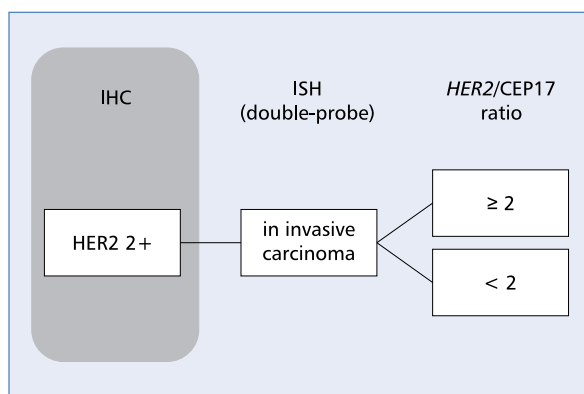 IHC
ISH
(double-probe)
HER2/CEP17
ratio
HER2 2+
in invasive
carcinoma
≥ 2
< 2